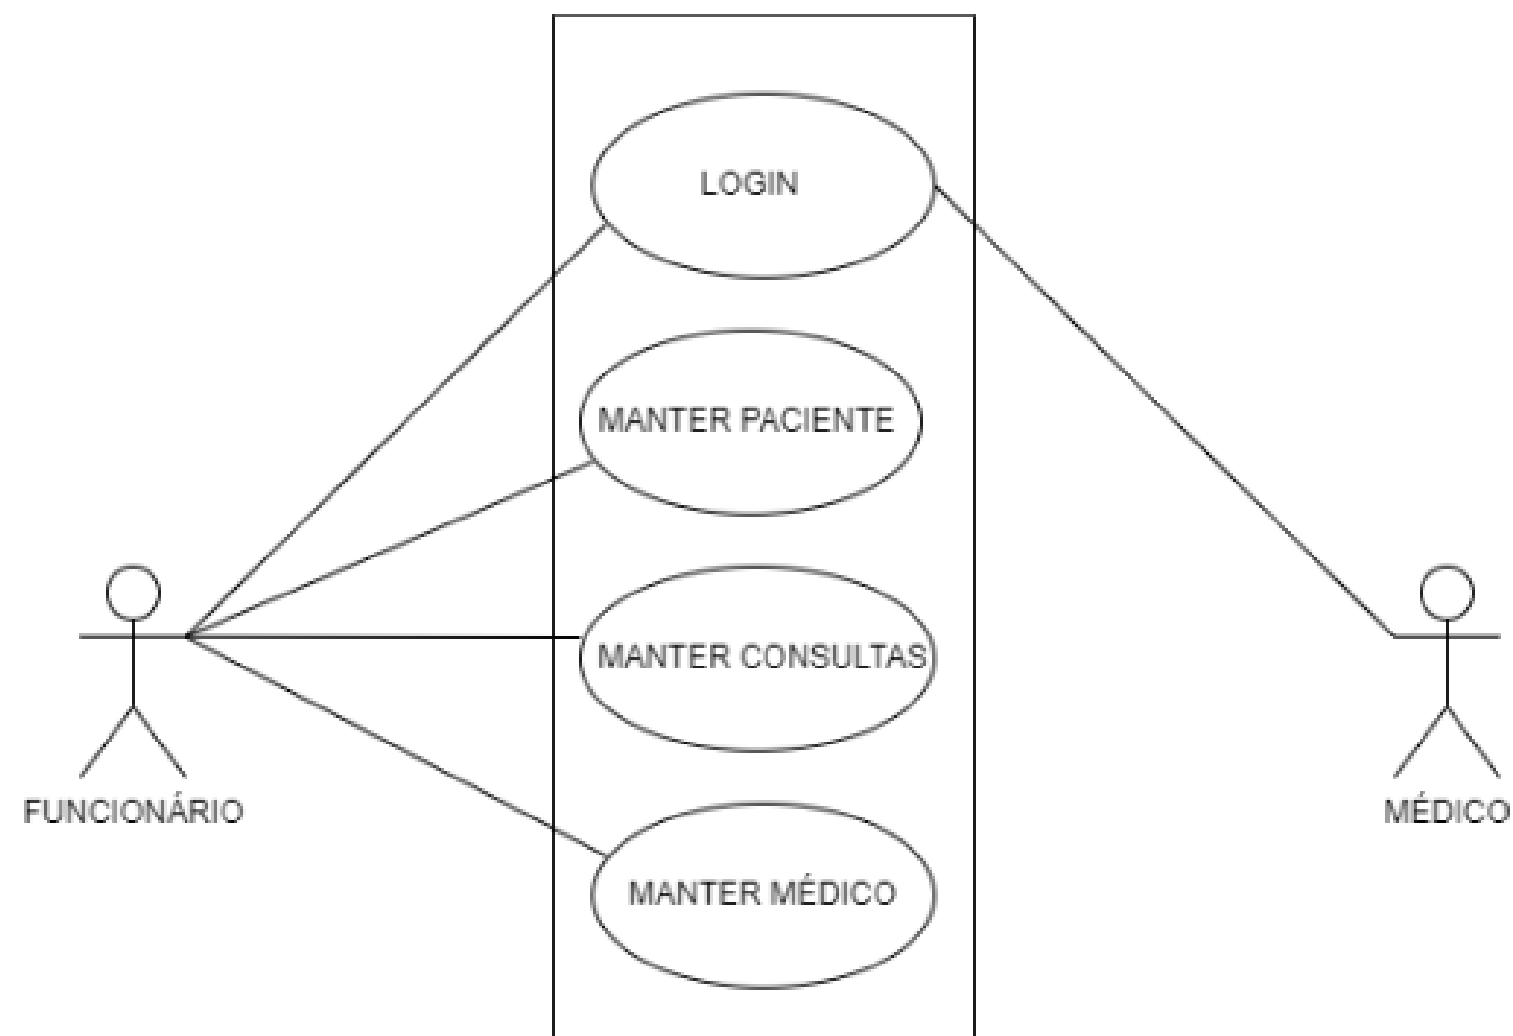 LOGIN
MANTER PACIENTE
MANTER CONSULTAS
FUNCIONÁRIO
MÉDICO
MANTER MÉDICO